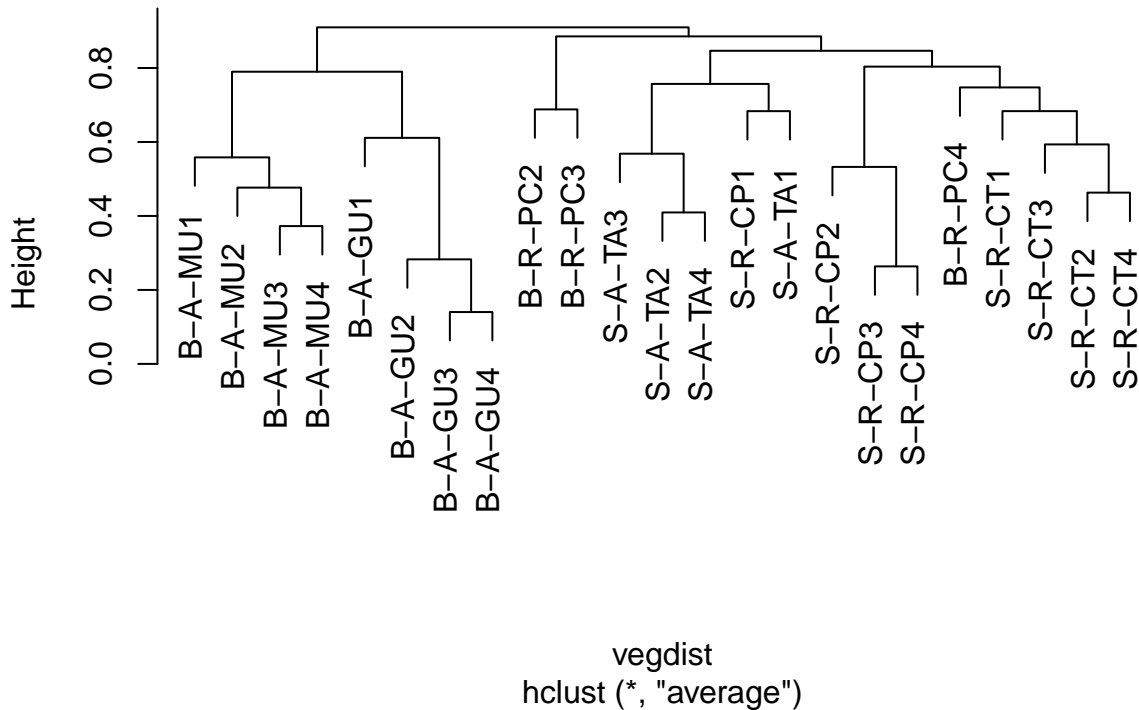 Height
0.8
0.6
0.4
0.2
0.0
B−A−MU1
B−A−MU2
B−A−MU3
B−A−MU4
B−A−GU1
B−A−GU2
B−A−GU3
B−A−GU4
B−R−PC2
B−R−PC3
S−A−TA3
S−A−TA2
S−A−TA4
S−R−CP1
S−A−TA1
S−R−CP2
S−R−CP3
S−R−CP4
B−R−PC4
S−R−CT1
S−R−CT3
S−R−CT2
S−R−CT4
vegdist
hclust (*, "average")